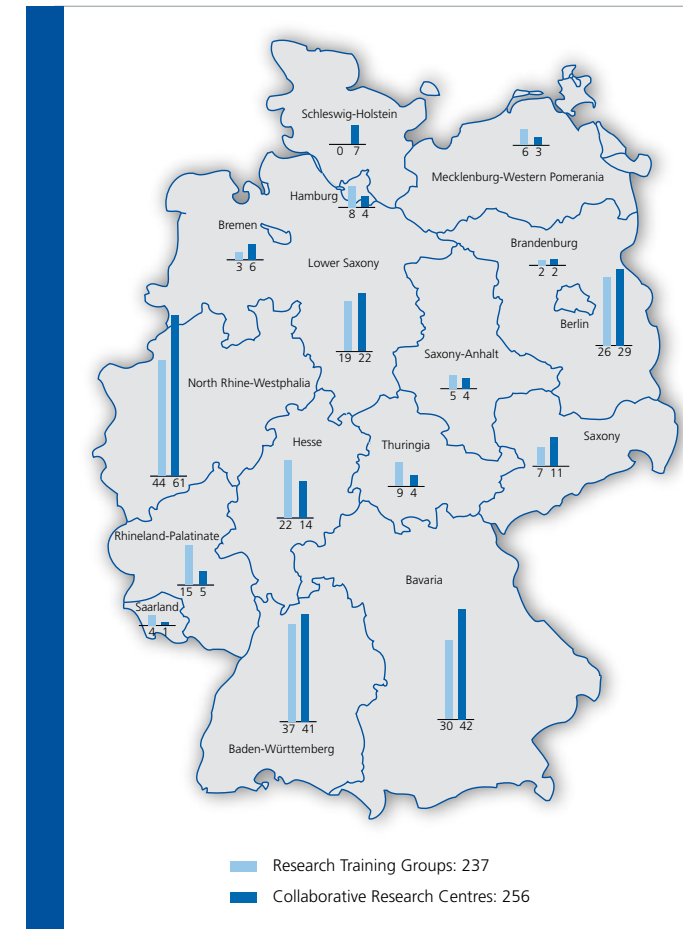 Schleswig-Holstein
0 7
6 3
Mecklenburg-Western Pomerania
Hamburg
8 4
Bremen
3 6
Lower Saxony
19 22
Brandenburg
2 2
Berlin
26 29
North Rhine-Westphalia
44 61
Saxony-Anhalt
5 4
Hesse
22 14
Thuringia
9 4
Saxony
7 11
Rhineland-Palatinate
15 5
Saarland
4 1
Bavaria
30 42
37 41
Baden-Württemberg
Research Training Groups: 237
Collaborative Research Centres: 256